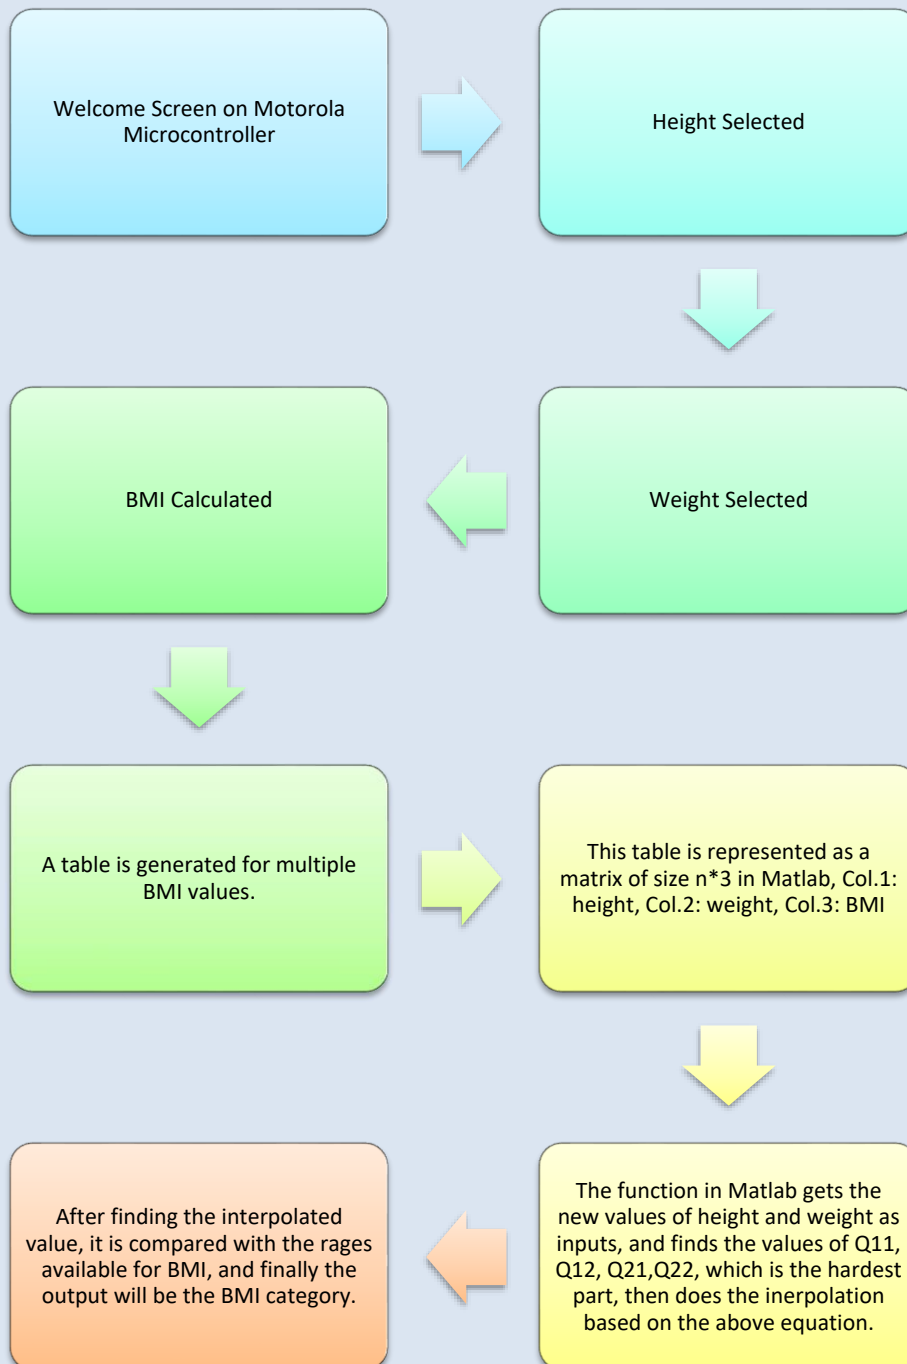 Welcome Screen on Motorola
Microcontroller
Height Selected
Weight Selected
BMI Calculated
A table is generated for multiple
BMI values.
This table is represented as a
matrix of size n*3 in Matlab, Col.1:
height, Col.2: weight, Col.3: BMI
The function in Matlab gets the
new values of height and weight as
inputs, and finds the values of Q11,
Q12, Q21,Q22, which is the hardest
part, then does the inerpolation
based on the above equation.
After finding the interpolated
value, it is compared with the rages
available for BMI, and finally the
output will be the BMI category.